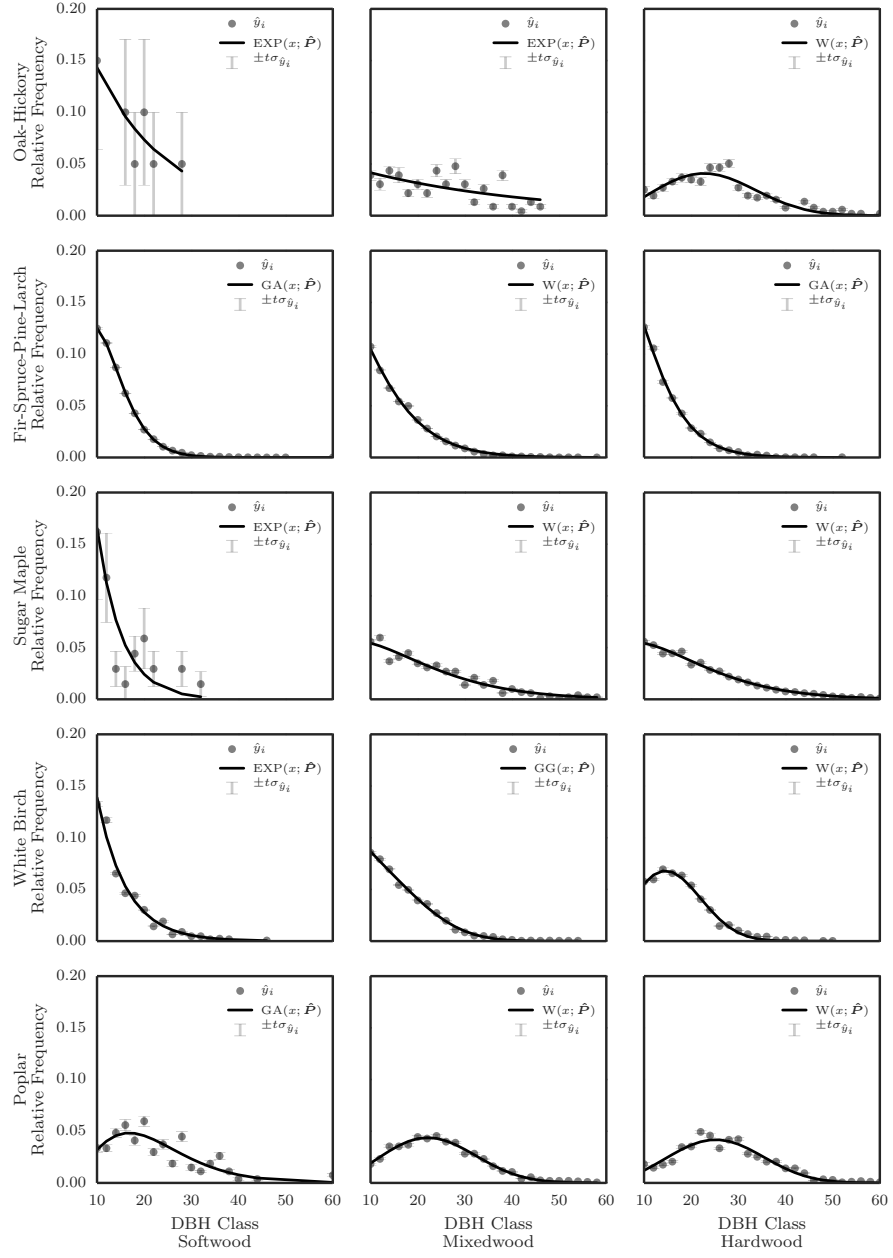 0.20
0.15
0.10
0.05
0.00
Oak-Hickory
Relative Frequency
ŷᵢ
EXP(x; P̂)
±tσŷᵢ
ŷᵢ
EXP(x; P̂)
±tσŷᵢ
ŷᵢ
W(x; P̂)
±tσŷᵢ
0.20
0.15
0.10
0.05
0.00
Fir-Spruce-Pine-Larch
Relative Frequency
ŷᵢ
GA(x; P̂)
±tσŷᵢ
ŷᵢ
W(x; P̂)
±tσŷᵢ
ŷᵢ
GA(x; P̂)
±tσŷᵢ
0.20
0.15
0.10
0.05
0.00
Sugar Maple
Relative Frequency
ŷᵢ
EXP(x; P̂)
±tσŷᵢ
ŷᵢ
W(x; P̂)
±tσŷᵢ
ŷᵢ
W(x; P̂)
±tσŷᵢ
0.20
0.15
0.10
0.05
0.00
White Birch
Relative Frequency
ŷᵢ
EXP(x; P̂)
±tσŷᵢ
ŷᵢ
GG(x; P̂)
±tσŷᵢ
ŷᵢ
W(x; P̂)
±tσŷᵢ
0.20
0.15
0.10
0.05
0.00
Poplar
Relative Frequency
ŷᵢ
GA(x; P̂)
±tσŷᵢ
ŷᵢ
W(x; P̂)
±tσŷᵢ
ŷᵢ
W(x; P̂)
±tσŷᵢ
10 20 30 40 50 60
DBH Class
Softwood
10 20 30 40 50 60
DBH Class
Mixedwood
10 20 30 40 50 60
DBH Class
Hardwood